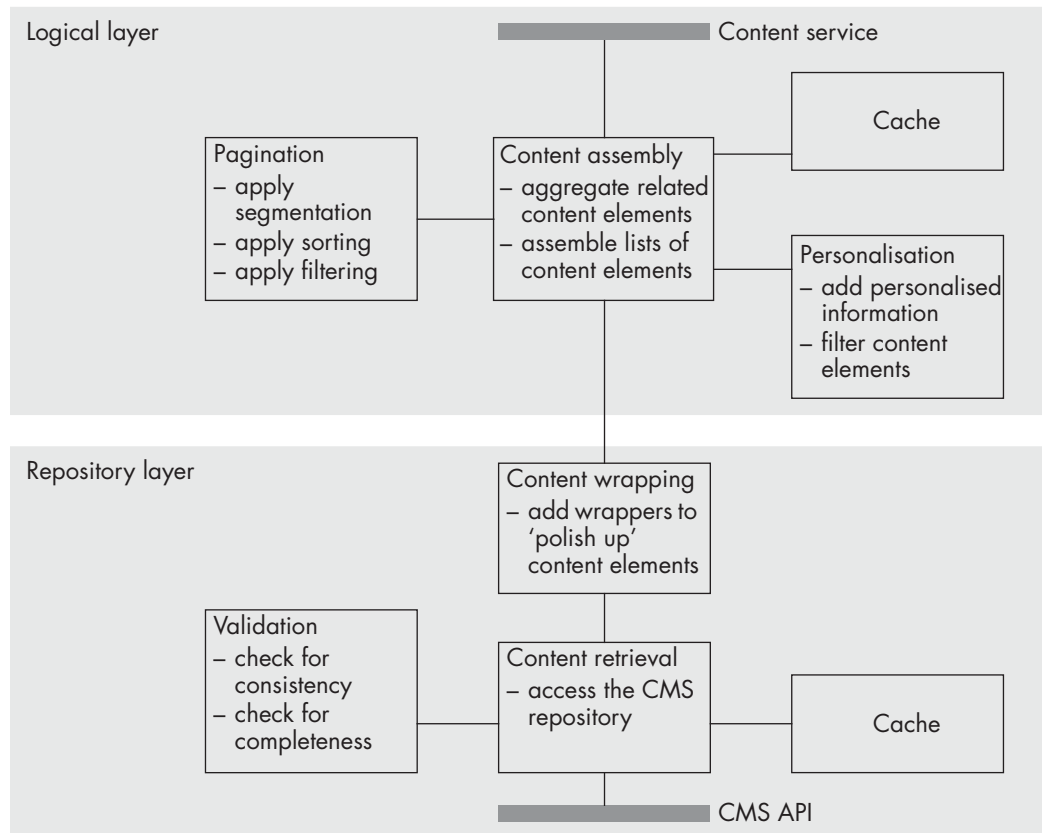 Logical layer
Content service
Cache
Pagination
– apply
segmentation
– apply sorting
– apply filtering
Content assembly
– aggregate related
content elements
– assemble lists of
content elements
Personalisation
– add personalised
information
– filter content
elements
Repository layer
Content wrapping
– add wrappers to
‘polish up’
content elements
Validation
– check for
consistency
– check for
completeness
Content retrieval
– access the CMS
repository
Cache
CMS API